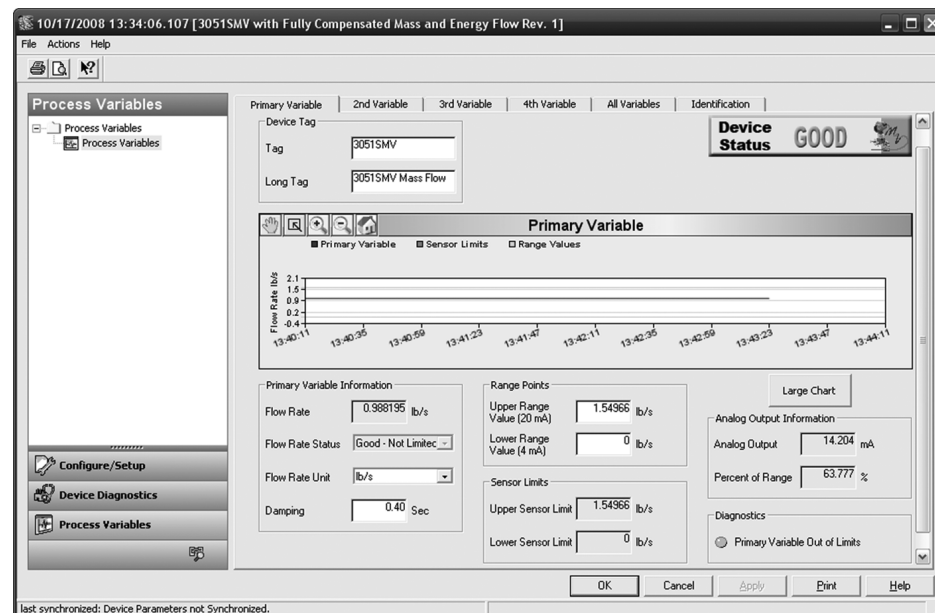 10/17/2008 13:34:06.107 [3051SMV with Fully Compensated Mass and Energy Flow Rev. 1]
File Actions Help
Process Variables
Process Variables
Process Variables
Configure/Setup
Device Diagnostics
Process Variables
Primary Variable 2nd Variable 3rd Variable 4th Variable All Variables Identification
Device Tag
Tag 3051SMV
Long Tag 3051SMV Mass Flow
Device Status GOOD
Primary Variable
Primary Variable Sensor Limits Range Values
Flow Rate lb/s
2.1
1.5
0.9
0.2
-0.4
13:40:11 13:40:35 13:40:59 13:41:23 13:41:47 13:42:11 13:42:35 13:42:59 13:43:23 13:43:47 13:44:11
Primary Variable Information
Flow Rate 0.988195 lb/s
Flow Rate Status Good - Not Limitec
Flow Rate Unit lb/s
Damping 0.40 Sec
Range Points
Upper Range Value (20 mA) 1.54966 lb/s
Lower Range Value (4 mA) 0 lb/s
Sensor Limits
Upper Sensor Limit 1.54966 lb/s
Lower Sensor Limit 0 lb/s
Large Chart
Analog Output Information
Analog Output 14.204 mA
Percent of Range 63.777 %
Diagnostics
Primary Variable Out of Limits
OK Cancel Apply Print Help
last synchronized: Device Parameters not Synchronized.